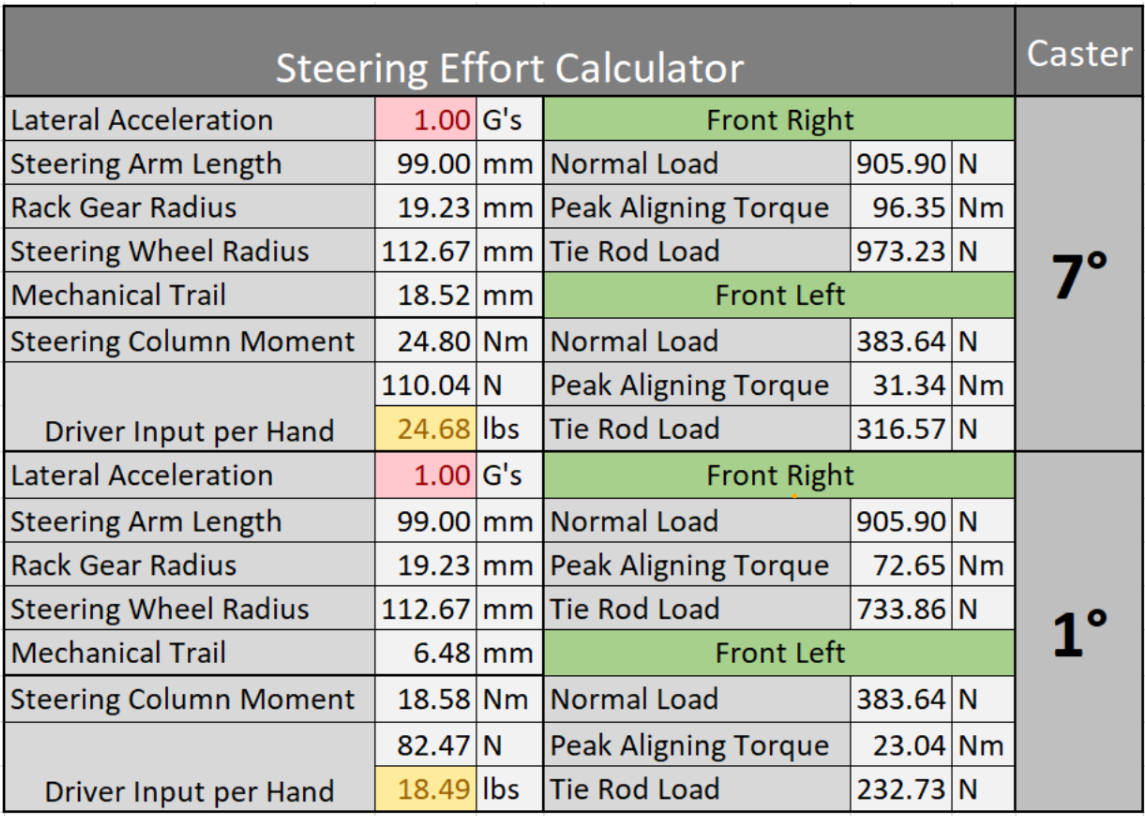 Steering Effort Calculator Caster
Lateral Acceleration 1.00 G's Front Right
Steering Arm Length 99.00 mm Normal Load 905.90 N
Rack Gear Radius 19.23 mm Peak Aligning Torque 96.35 Nm
Steering Wheel Radius 112.67 mm Tie Rod Load 973.23 N
7°
Mechanical Trail 18.52 mm Front Left
Steering Column Moment 24.80 Nm Normal Load 383.64 N
110.04 N Peak Aligning Torque 31.34 Nm
Driver Input per Hand 24.68 lbs Tie Rod Load 316.57 N
Lateral Acceleration 1.00 G's Front Right
Steering Arm Length 99.00 mm Normal Load 905.90 N
Rack Gear Radius 19.23 mm Peak Aligning Torque 72.65 Nm
Steering Wheel Radius 112.67 mm Tie Rod Load 733.86 N
1°
Mechanical Trail 6.48 mm Front Left
Steering Column Moment 18.58 Nm Normal Load 383.64 N
82.47 N Peak Aligning Torque 23.04 Nm
Driver Input per Hand 18.49 lbs Tie Rod Load 232.73 N